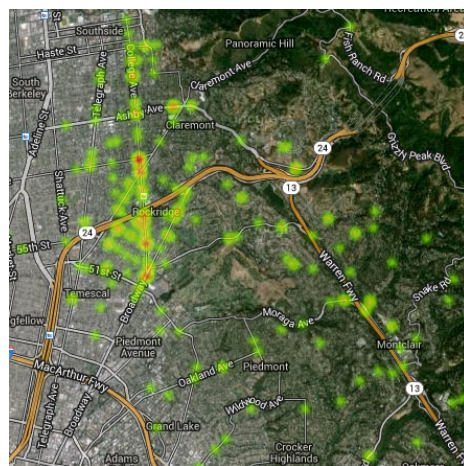 Recreation Area
Southside
Panoramic Hill
Haste St
Telegraph Ave
College Ave
Fish Ranch Rd
South
Berkeley
Claremont Ave
Ashby Ave
Claremont
Adeline St
24
Grizzly Peak Blvd
13
Shattuck Ave
Rockridge
24
55th St
51st St
Warren Fwy
Snake Rd
Temescal
Broadway
Moraga Ave
Piedmont
Avenue
Montclair
MacArthur Fwy
Oakland Ave
Piedmont
13
Telegraph Ave
Broadway
Wildwood Ave
Grand Lake
Warren F
Adams
Crocker
Highlands